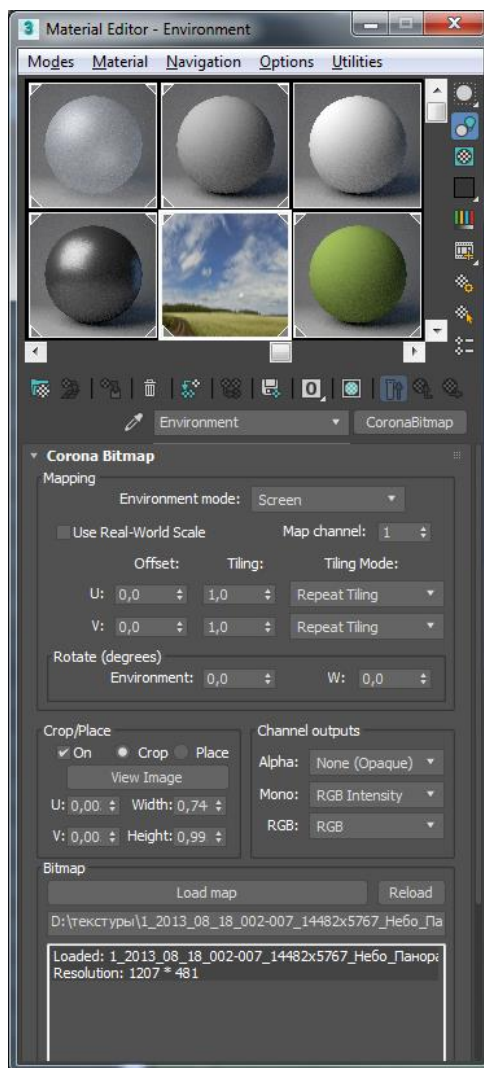 3 Material Editor - Environment
Modes Material Navigation Options Utilities
0
Environment CoronaBitmap
Corona Bitmap
Mapping
Environment mode: Screen
Use Real-World Scale Map channel: 1
Offset: Tiling: Tiling Mode:
U: 0,0 1,0 Repeat Tiling
V: 0,0 1,0 Repeat Tiling
Rotate (degrees)
Environment: 0,0 W: 0,0
Crop/Place Channel outputs
On Crop Place Alpha: None (Opaque)
View Image Mono: RGB Intensity
U: 0,00 Width: 0,74 RGB: RGB
V: 0,00 Height: 0,99
Bitmap
Load map Reload
D:\текстуры\1_2013_08_18_002-007_14482x5767_Небо_Па
Loaded: 1_2013_08_18_002-007_14482x5767_Небо_Панора
Resolution: 1207 * 481